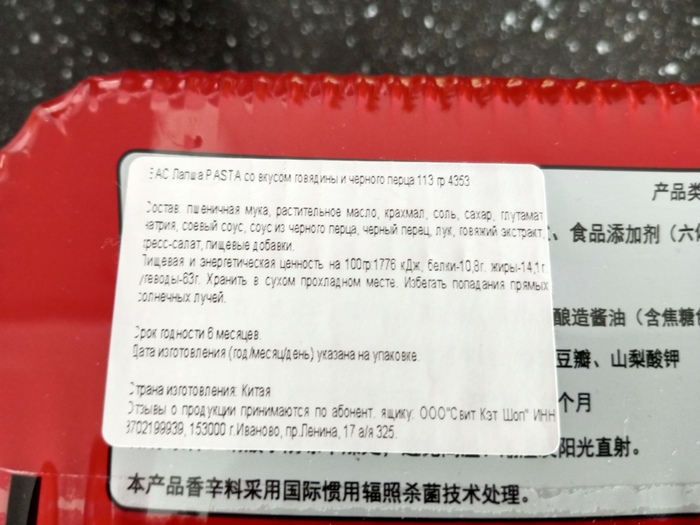 EAC Лапша PASTA со вкусом говядины и черного перца 113 гр 4353
产品类
Состав: пшеничная мука, растительное масло, крахмал, соль, сахар, глутамат
натрия, соевый соус, соус из черного перца, черный перец, лук, говяжий экстракт,
、食品添加剂（六
кресс-салат, пищевые добавки.
Пищевая и энергетическая ценность на 100гр.1776 кДж, белки-10,8г. жиры-14,1г
углеводы-63г. Хранить в сухом прохладном месте. Избегать попадания прямых
солнечных лучей.
酿造酱油（含焦糖
Срок годности 6 месяцев.
Дата изготовления (год/месяц/день) указана на упаковке.
豆瓣、山梨酸钾
Страна изготовления: Китая
个月
Отзывы о продукции принимаются по абонент. ящику: ООО"Свит Кэт Шоп" ИНН
3702199939, 153000 г.Иваново, пр.Ленина, 17 а/я 325.
阳光直射。
本产品香辛料采用国际惯用辐照杀菌技术处理。